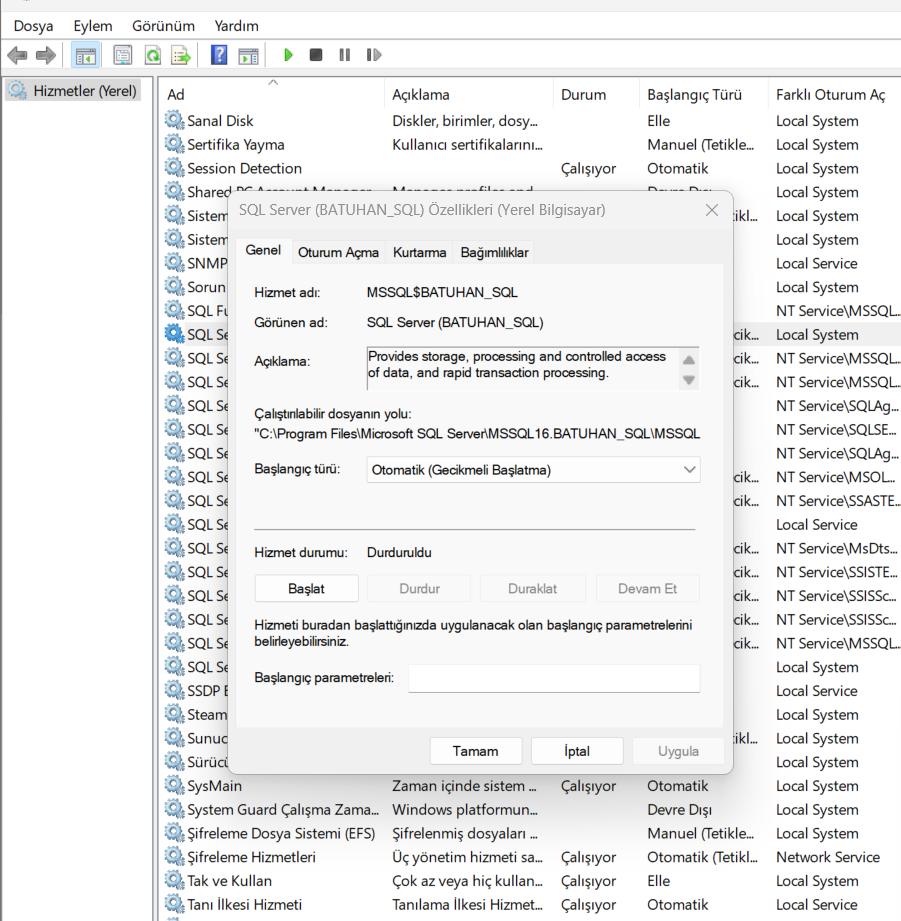 Dosya Eylem Görünüm Yardım
Hizmetler (Yerel)
Ad Açıklama Durum Başlangıç Türü Farklı Oturum Aç
Sanal Disk Diskler, birimler, dosy... Elle Local System
Sertifika Yayma Kullanıcı sertifikalarını... Manuel (Tetikle... Local System
Session Detection Çalışıyor Otomatik Local System
Shared PC Account Manager Manages profiles and Devre Dışı Local System
Sistem tikl... Local System
Sistem Local System
SNMP Local Service
Sorun Local System
SQL Fu NT Service\MSSQL...
SQL Se cik... Local System
SQL Se cik... NT Service\MSSQL...
SQL Se cik... NT Service\MSSQL...
SQL Se NT Service\SQLAg...
SQL Se NT Service\SQLSE...
SQL Se NT Service\SQLAg...
SQL Se cik... NT Service\MSOL...
SQL Se cik... NT Service\SSASTE...
SQL Se Local Service
SQL Se cik... NT Service\MsDts...
SQL Se cik... NT Service\SSISTE...
SQL Se cik... NT Service\SSISSc...
SQL Se cik... NT Service\SSISSc...
SQL Se cik... NT Service\MSSQL...
SQL Se Local System
SSDP B Local Service
Steam Local System
Sunuc ikl... Local System
Sürücü Local System
SysMain Zaman içinde sistem ... Çalışıyor Otomatik Local System
System Guard Çalışma Zama... Windows platformun... Devre Dışı Local System
Şifreleme Dosya Sistemi (EFS) Şifrelenmiş dosyaları ... Manuel (Tetikle... Local System
Şifreleme Hizmetleri Üç yönetim hizmeti sa... Çalışıyor Otomatik (Tetikl... Network Service
Tak ve Kullan Çok az veya hiç kullan... Çalışıyor Elle Local System
Tanı İlkesi Hizmeti Tanılama İlkesi Hizmet... Çalışıyor Otomatik Local Service
SQL Server (BATUHAN_SQL) Özellikleri (Yerel Bilgisayar)
Genel Oturum Açma Kurtarma Bağımlılıklar
Hizmet adı: MSSQL$BATUHAN_SQL
Görünen ad: SQL Server (BATUHAN_SQL)
Açıklama: Provides storage, processing and controlled access
of data, and rapid transaction processing.
Çalıştırılabilir dosyanın yolu:
"C:\Program Files\Microsoft SQL Server\MSSQL16.BATUHAN_SQL\MSSQL
Başlangıç türü: Otomatik (Gecikmeli Başlatma)
Hizmet durumu: Durduruldu
Başlat Durdur Duraklat Devam Et
Hizmeti buradan başlattığınızda uygulanacak olan başlangıç parametrelerini
belirleyebilirsiniz.
Başlangıç parametreleri:
Tamam İptal Uygula